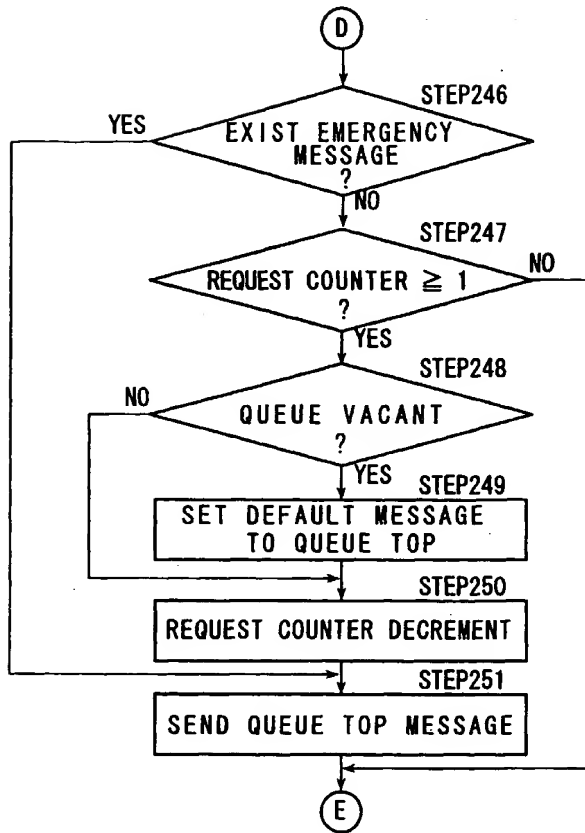 D
STEP246
YES
EXIST EMERGENCY
MESSAGE
?
NO
STEP247
REQUEST COUNTER ≧ 1
NO
?
YES
STEP248
NO
QUEUE VACANT
?
YES
STEP249
SET DEFAULT MESSAGE
TO QUEUE TOP
STEP250
REQUEST COUNTER DECREMENT
STEP251
SEND QUEUE TOP MESSAGE
E